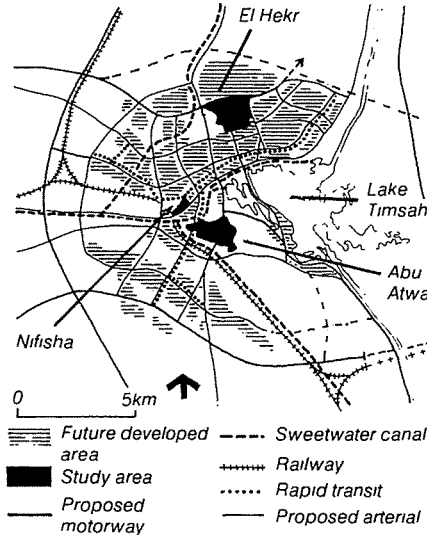 El Hekr
Lake
Timsah
Abu
Atwa
Nifisha
0 5km
Future developed
area
Study area
Proposed
motorway
Sweetwater canal
Railway
Rapid transit
Proposed arterial